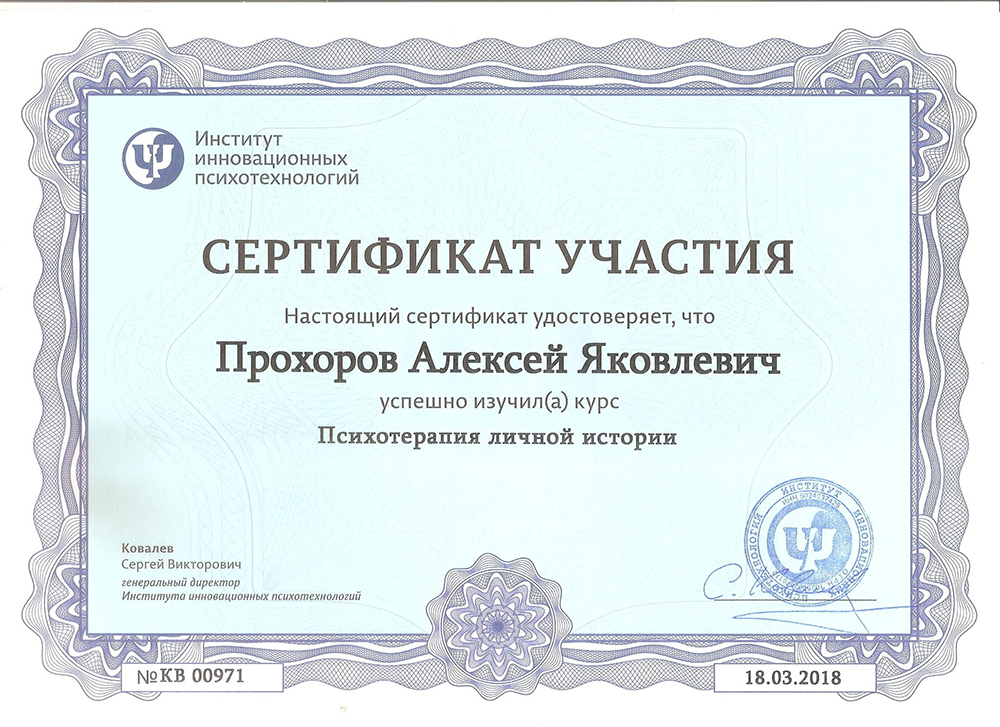 Институт
инновационных
психотехнологий
СЕРТИФИКАТ УЧАСТИЯ
Настоящий сертификат удостоверяет, что
Прохоров Алексей Яковлевич
успешно изучил(а) курс
Психотерапия личной истории
Ковалев
Сергей Викторович
генеральный директор
Института инновационных психотехнологий
ИНСТИТУТ ИННОВАЦИОННЫХ ПСИХОТЕХНОЛОГИЙ
№КВ 00971
18.03.2018